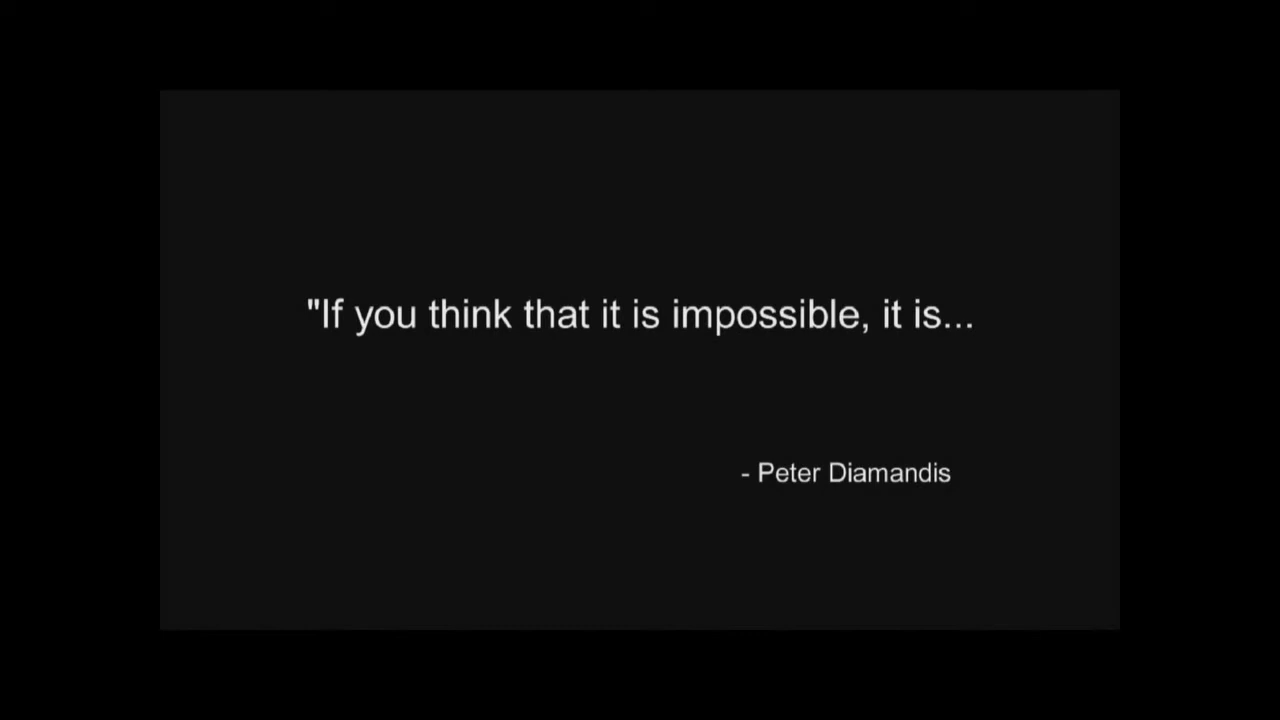 "If you think that it is impossible, it is...
- Peter Diamandis